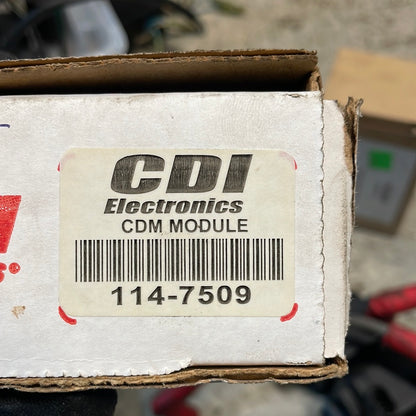 CDI
Electronics
CDM MODULE
114-7509